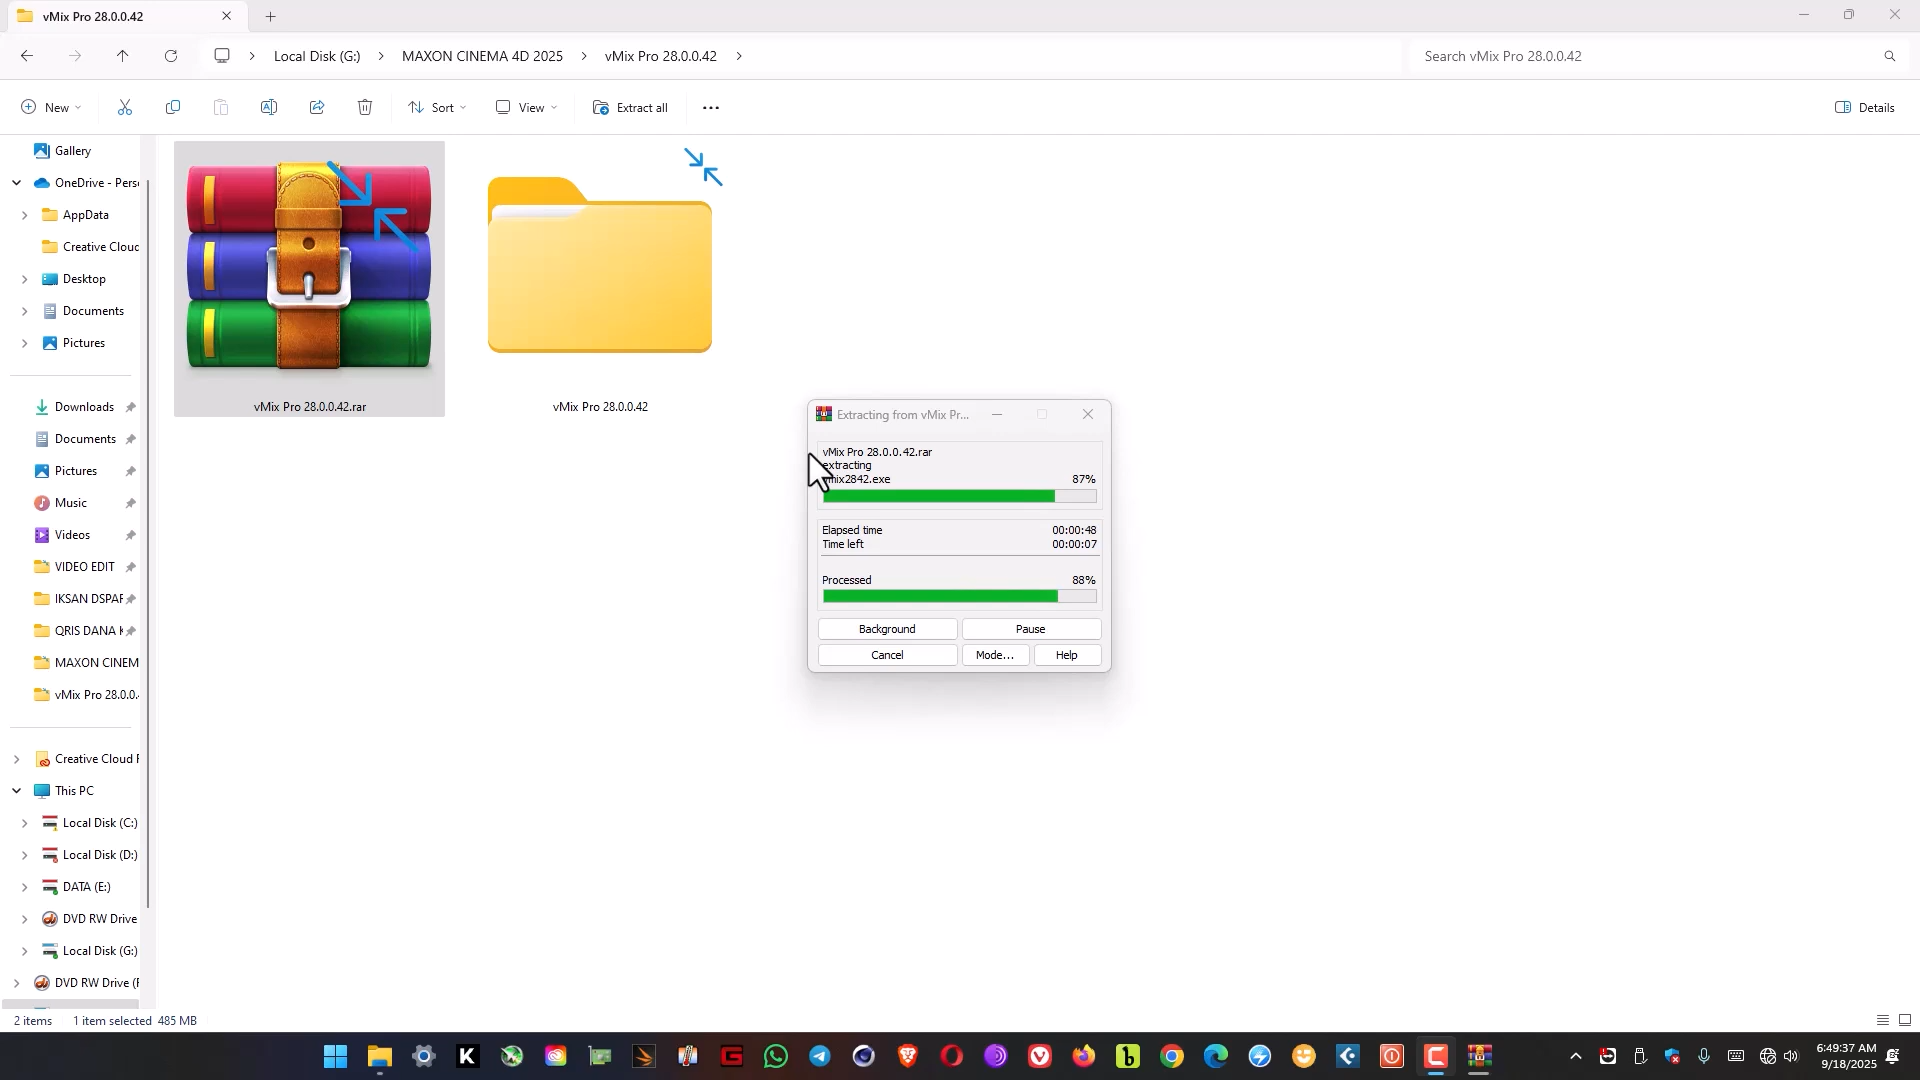 vMix Pro 28.0.0.42
Local Disk (G:)
MAXON CINEMA 4D 2025
vMix Pro 28.0.0.42
Search vMix Pro 28.0.0.42
New
Sort
View
Extract all
Details
Gallery
OneDrive - Perso
AppData
Creative Cloud
Desktop
Documents
Pictures
Downloads
Documents
Pictures
Music
Videos
VIDEO EDIT
IKSAN DSPAR
QRIS DANA K
MAXON CINEM
vMix Pro 28.0.0.4
Creative Cloud F
This PC
Local Disk (C:)
Local Disk (D:)
DATA (E:)
DVD RW Drive
Local Disk (G:)
DVD RW Drive (F
vMix Pro 28.0.0.42.rar
vMix Pro 28.0.0.42
Extracting from vMix Pr...
vMix Pro 28.0.0.42.rar
extracting
vmix2842.exe 87%
Elapsed time 00:00:48
Time left 00:00:07
Processed 88%
Background
Pause
Cancel
Mode...
Help
2 items
1 item selected 485 MB
6:49:37 AM
9/18/2025